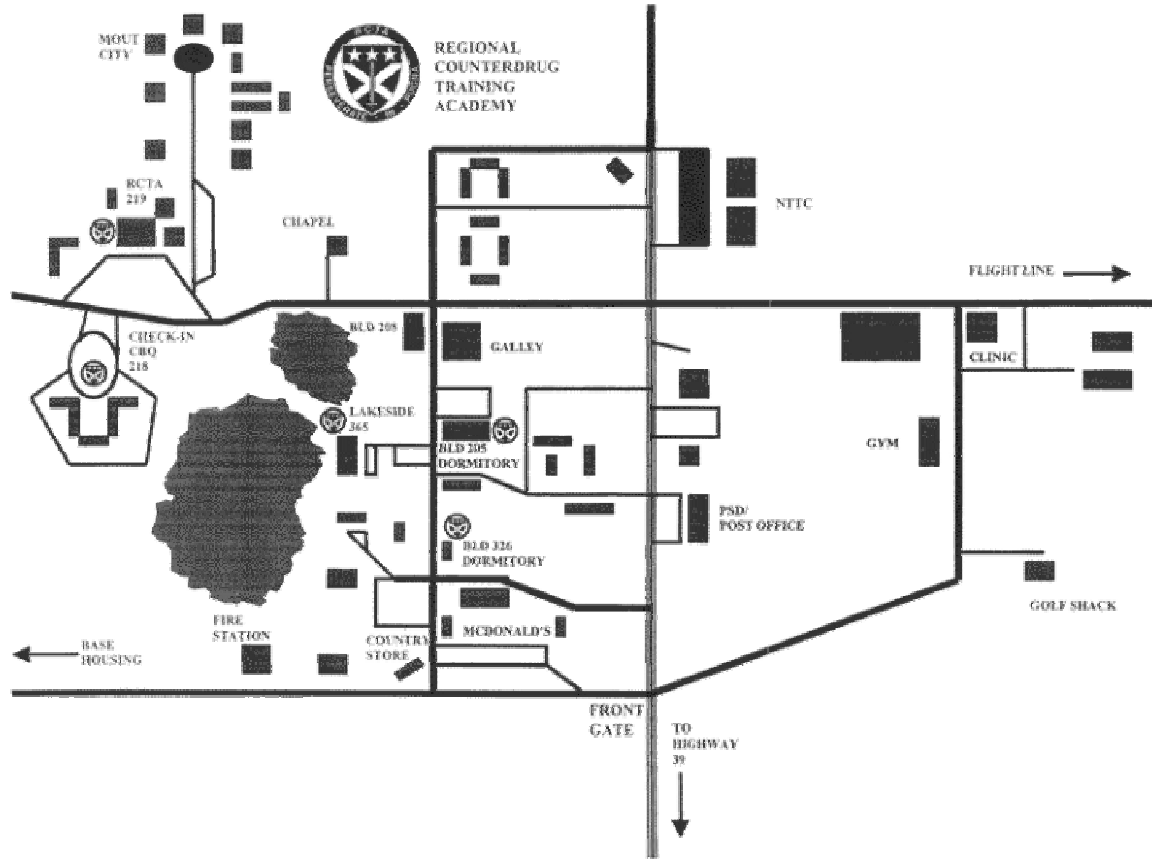 MOUT
CITY
RCTA
REGIONAL
COUNTERDRUG
TRAINING
ACADEMY
RCTA
219
CHAPEL
NTTC
FLIGHT LINE
CHECK-IN
CBQ
218
BLD 208
GALLEY
CLINIC
LAKESIDE
365
BLD 205
DORMITORY
GYM
PSD/
POST OFFICE
BLD 326
DORMITORY
GOLF SHACK
FIRE
STATION
MCDONALD'S
COUNTRY
STORE
BASE
HOUSING
FRONT
GATE
TO
HIGHWAY
39